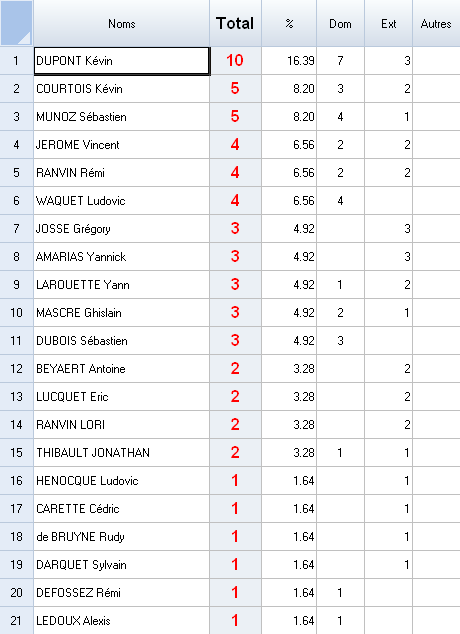 Noms Total % Dom Ext Autres
1 DUPONT Kévin 10 16.39 7 3
2 COURTOIS Kévin 5 8.20 3 2
3 MUNOZ Sébastien 5 8.20 4 1
4 JEROME Vincent 4 6.56 2 2
5 RANVIN Rémi 4 6.56 2 2
6 WAQUET Ludovic 4 6.56 4
7 JOSSE Grégory 3 4.92 3
8 AMARIAS Yannick 3 4.92 3
9 LAROUETTE Yann 3 4.92 1 2
10 MASCRE Ghislain 3 4.92 2 1
11 DUBOIS Sébastien 3 4.92 3
12 BEYAERT Antoine 2 3.28 2
13 LUCQUET Eric 2 3.28 2
14 RANVIN LORI 2 3.28 2
15 THIBAULT JONATHAN 2 3.28 1 1
16 HENOCQUE Ludovic 1 1.64 1
17 CARETTE Cédric 1 1.64 1
18 de BRUYNE Rudy 1 1.64 1
19 DARQUET Sylvain 1 1.64 1
20 DEFOSSEZ Rémi 1 1.64 1
21 LEDOUX Alexis 1 1.64 1